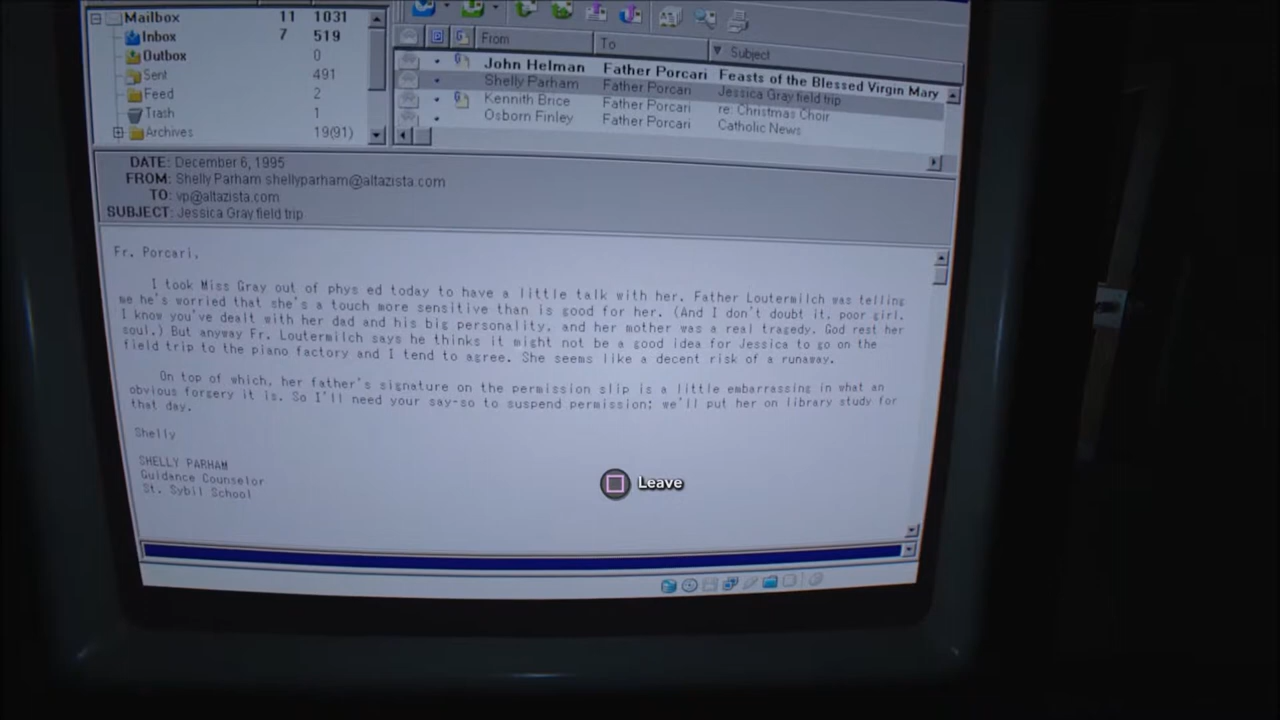 Mailbox 11 1031
Inbox 7 519
Outbox 0
Sent 491
Feed 2
Trash 1
Archives 19(91)
From To Subject
John Helman Father Porcari Feasts of the Blessed Virgin Mary
Shelly Parham Father Porcari Jessica Gray field trip
Kennith Brice Father Porcari re: Christmas Choir
Osborn Finley Father Porcari Catholic News
DATE: December 6, 1995
FROM: Shelly Parham shellyparham@altazista.com
TO: vp@altazista.com
SUBJECT: Jessica Gray field trip
Fr. Porcari,
I took Miss Gray out of phys ed today to have a little talk with her. Father Loutermilch was telling
me he's worried that she's a touch more sensitive than is good for her. (And I don't doubt it, poor girl.
I know you've dealt with her dad and his big personality, and her mother was a real tragedy, God rest her
soul.) But anyway Fr. Loutermilch says he thinks it might not be a good idea for Jessica to go on the
field trip to the piano factory and I tend to agree. She seems like a decent risk of a runaway.
On top of which, her father's signature on the permission slip is a little embarrassing in what an
obvious forgery it is. So I'll need your say-so to suspend permission; we'll put her on library study for
that day.
Shelly
SHELLY PARHAM
Guidance Counselor
St. Sybil School
Leave